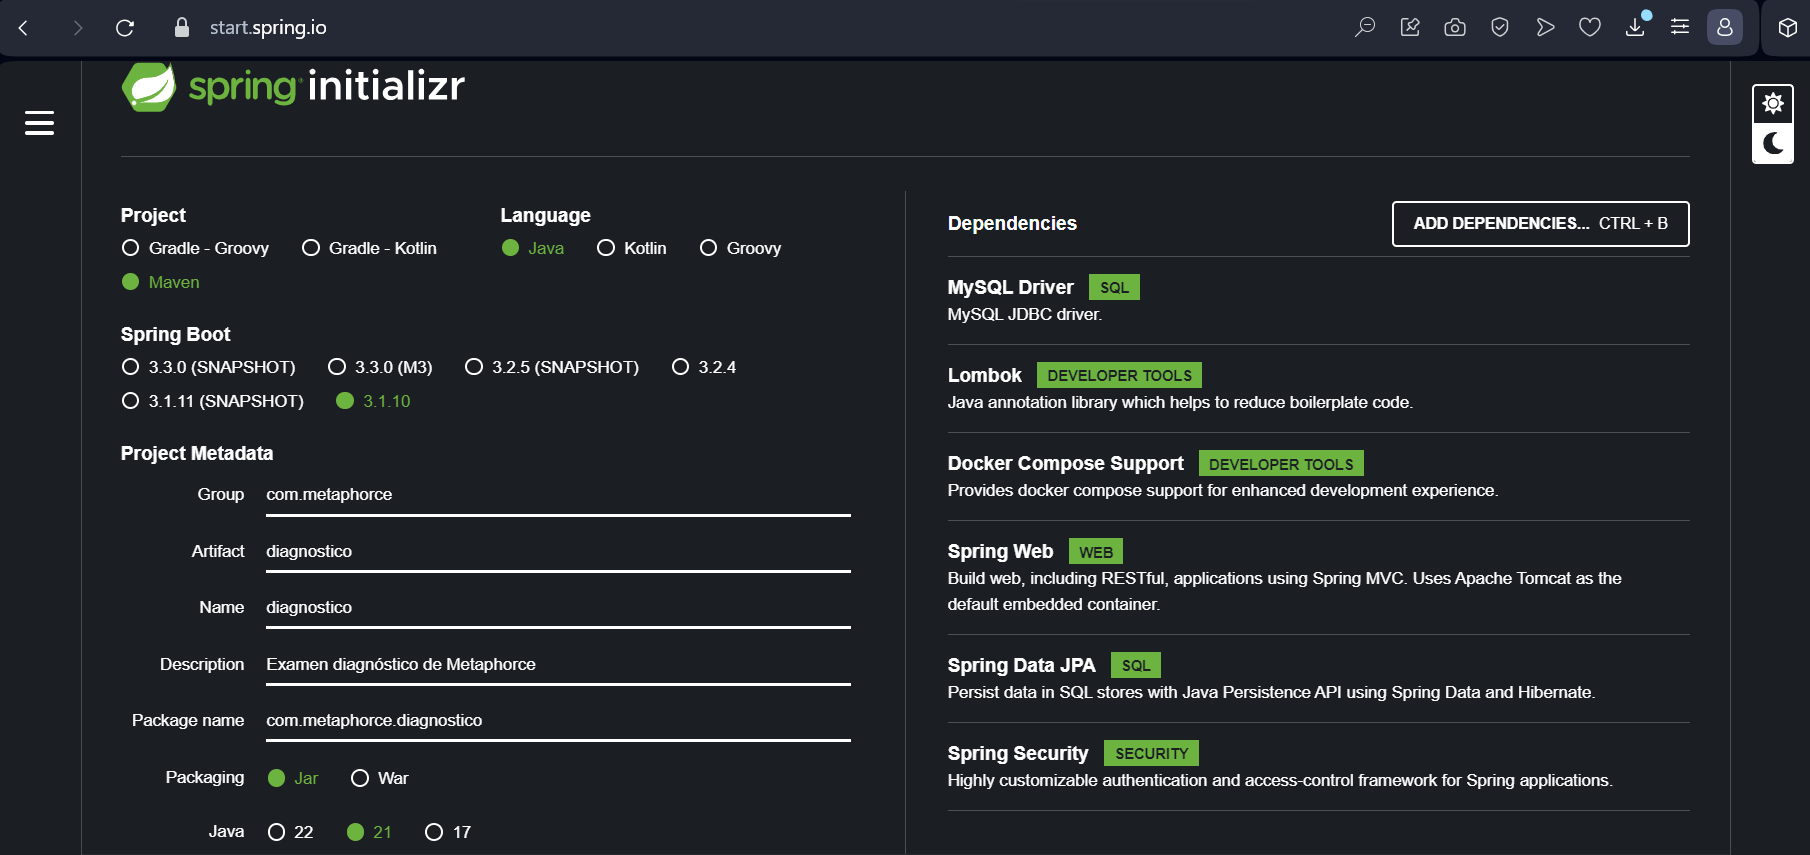 start.spring.io
spring initializr
Project
Gradle - Groovy Gradle - Kotlin
Maven
Language
Java Kotlin Groovy
Spring Boot
3.3.0 (SNAPSHOT) 3.3.0 (M3) 3.2.5 (SNAPSHOT) 3.2.4
3.1.11 (SNAPSHOT) 3.1.10
Project Metadata
Group com.metaphorce
Artifact diagnostico
Name diagnostico
Description Examen diagnóstico de Metaphorce
Package name com.metaphorce.diagnostico
Packaging Jar War
Java 22 21 17
Dependencies
ADD DEPENDENCIES... CTRL + B
MySQL Driver SQL
MySQL JDBC driver.
Lombok DEVELOPER TOOLS
Java annotation library which helps to reduce boilerplate code.
Docker Compose Support DEVELOPER TOOLS
Provides docker compose support for enhanced development experience.
Spring Web WEB
Build web, including RESTful, applications using Spring MVC. Uses Apache Tomcat as the
default embedded container.
Spring Data JPA SQL
Persist data in SQL stores with Java Persistence API using Spring Data and Hibernate.
Spring Security SECURITY
Highly customizable authentication and access-control framework for Spring applications.